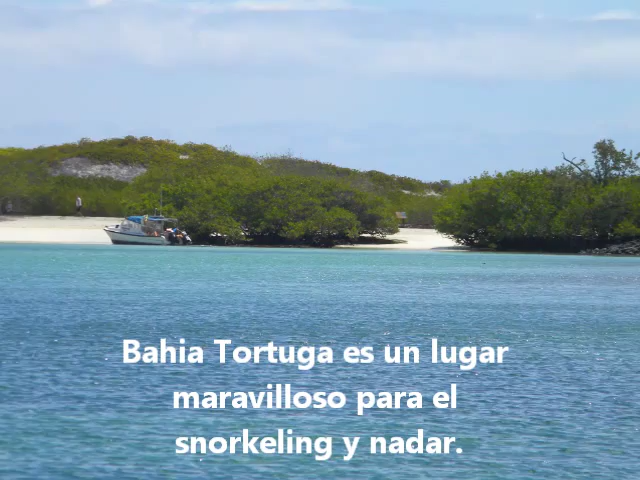 Bahia Tortuga es un lugar
maravilloso para el
snorkeling y nadar.